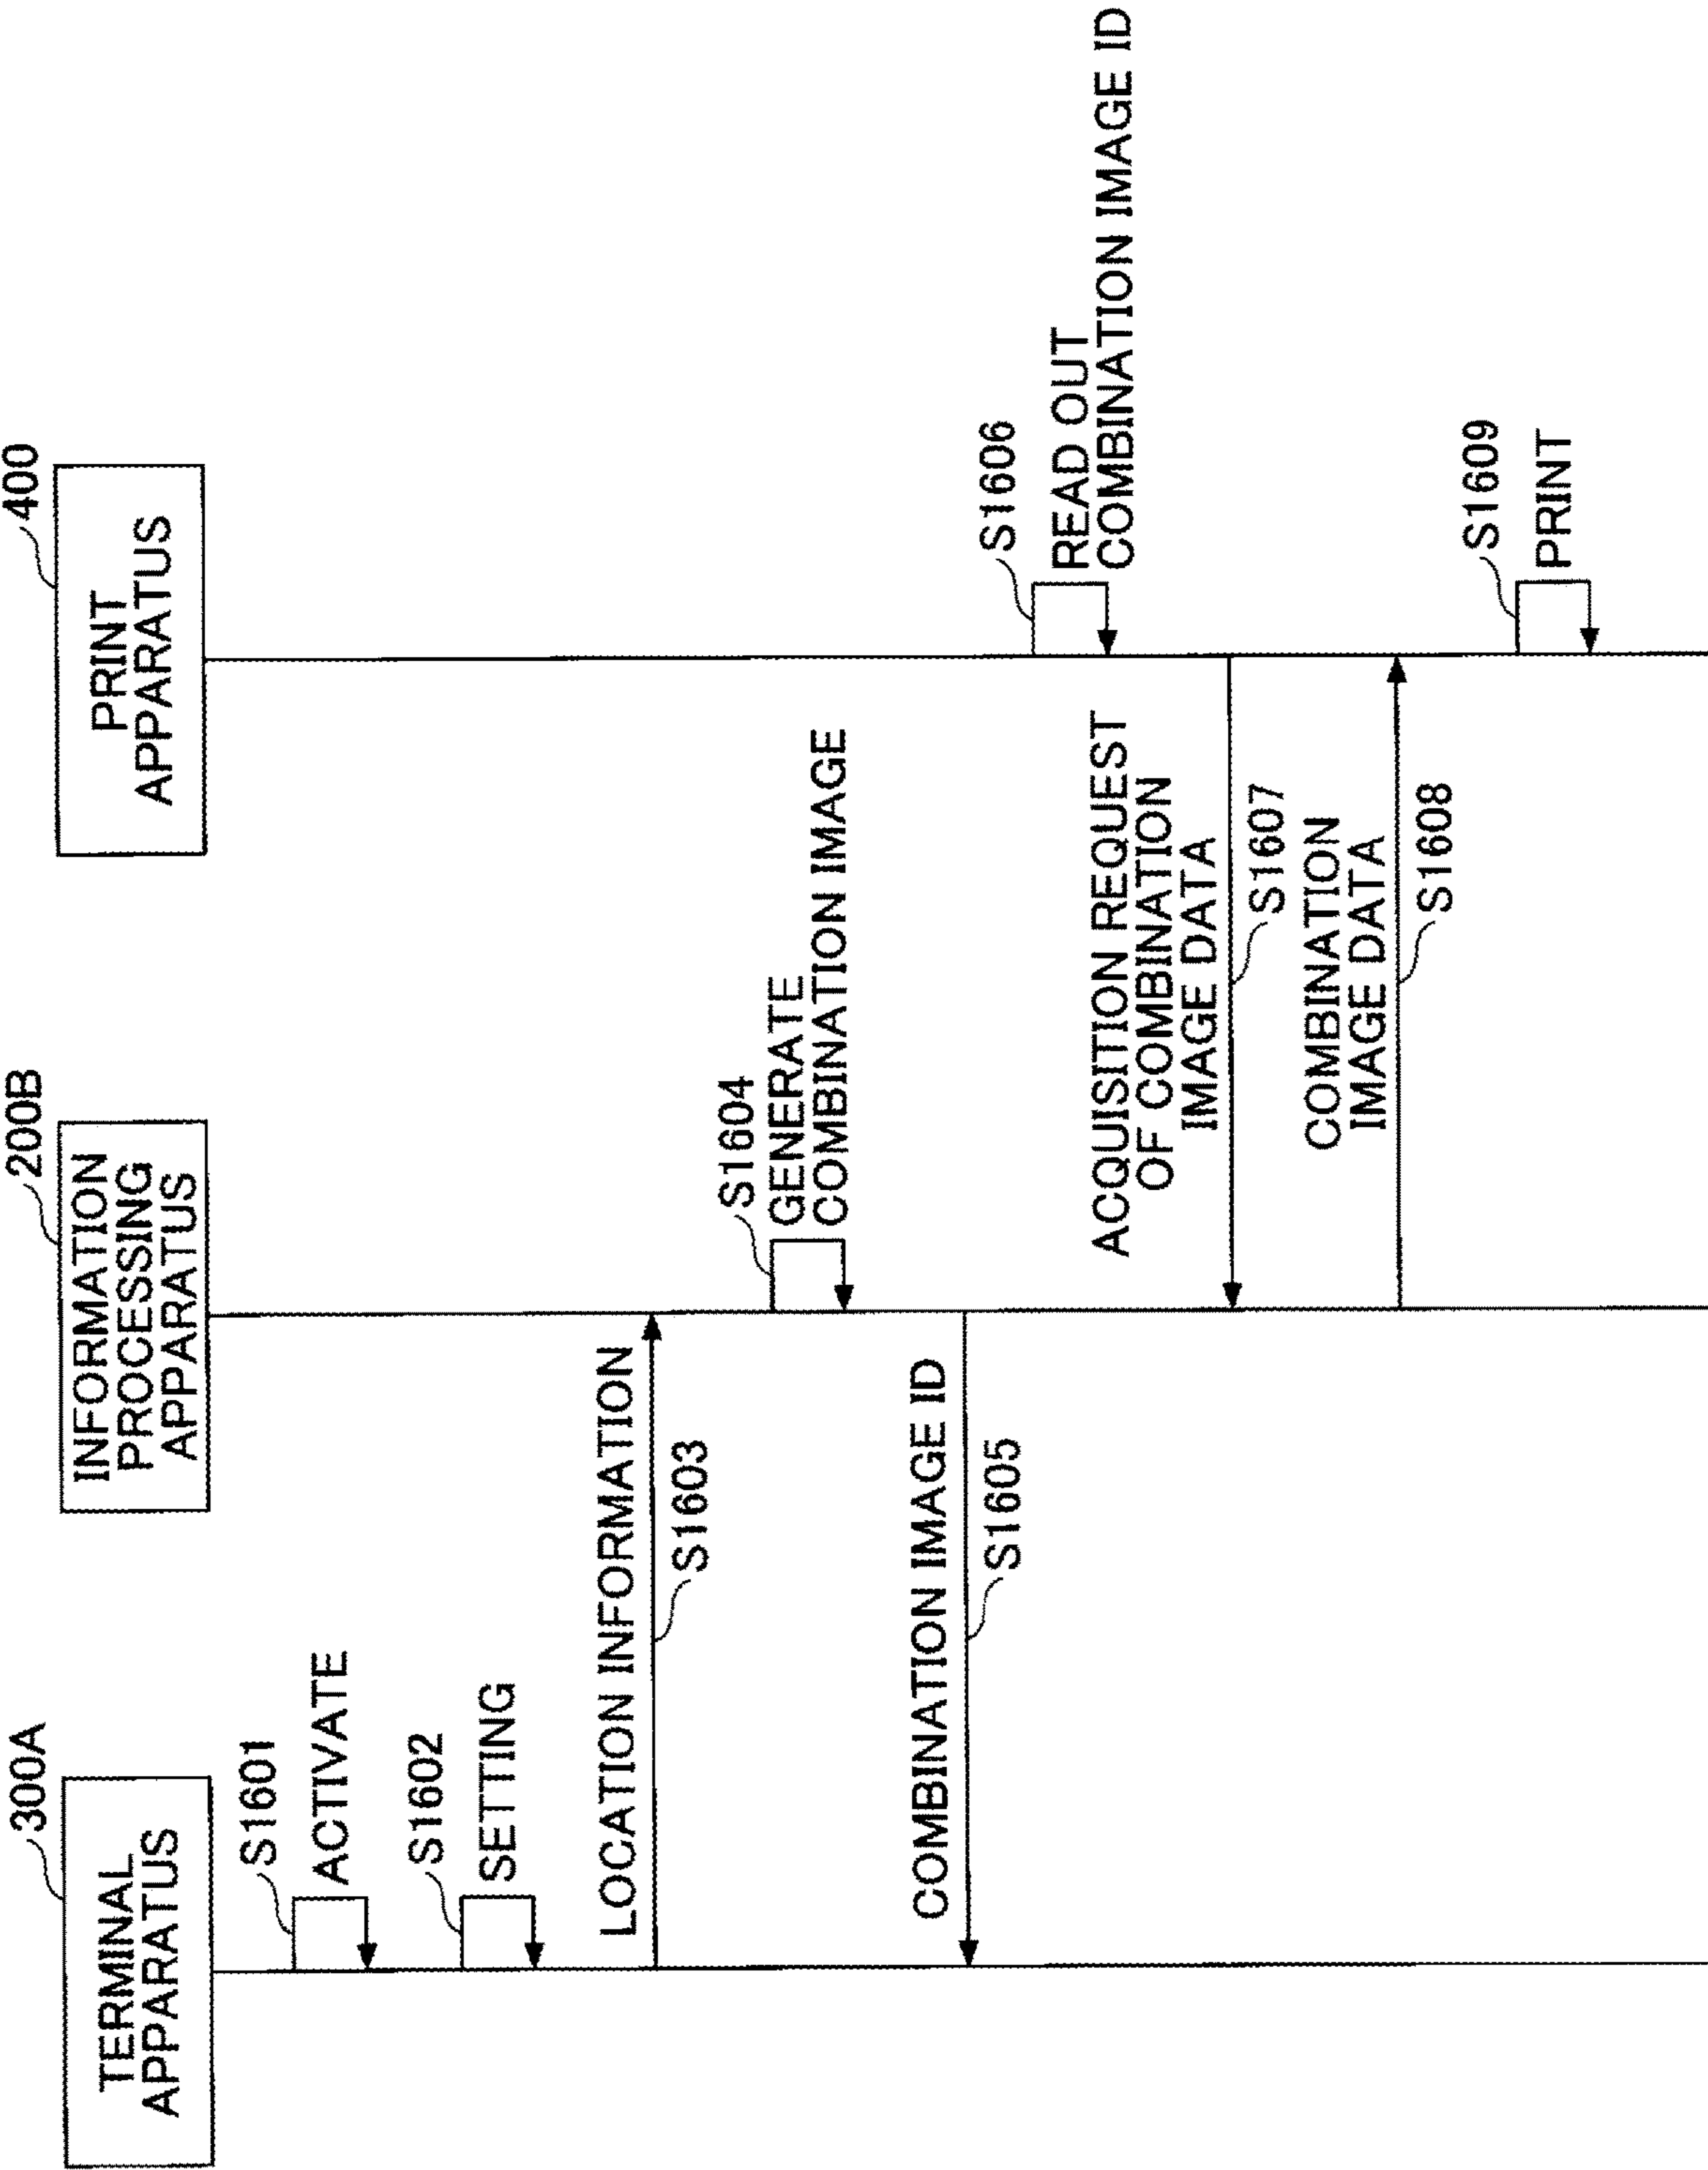 300A
TERMINAL
APPARATUS
200B
INFORMATION
PROCESSING
APPARATUS
400
PRINT
APPARATUS
S1601
ACTIVATE
S1602
SETTING
LOCATION INFORMATION
S1603
S1604
GENERATE
COMBINATION IMAGE
COMBINATION IMAGE ID
S1605
S1606
READ OUT
COMBINATION IMAGE ID
ACQUISITION REQUEST
OF COMBINATION
IMAGE DATA
S1607
COMBINATION
IMAGE DATA
S1608
S1609
PRINT